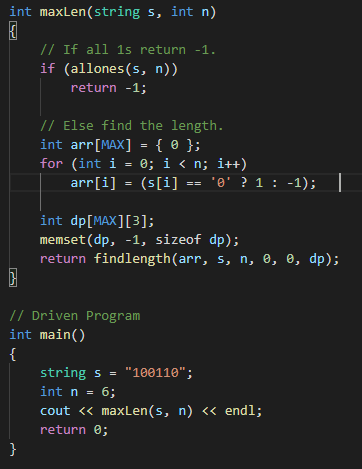 int maxLen(string s, int n)
{
    // If all 1s return -1.
    if (allones(s, n))
        return -1;
    // Else find the length.
    int arr[MAX] = { 0 };
    for (int i = 0; i < n; i++)
        arr[i] = (s[i] == '0' ? 1 : -1);
    int dp[MAX][3];
    memset(dp, -1, sizeof dp);
    return findlength(arr, s, n, 0, 0, dp);
}
// Driven Program
int main()
{
    string s = "100110";
    int n = 6;
    cout << maxLen(s, n) << endl;
    return 0;
}